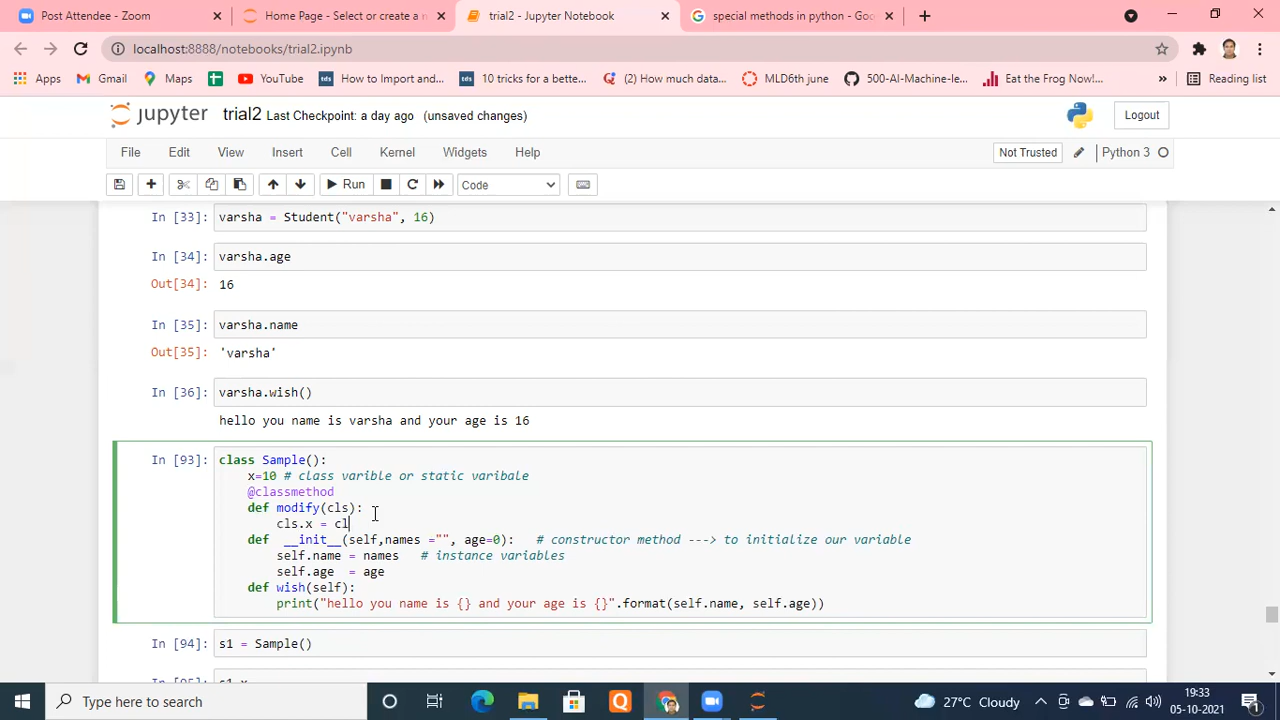 Post Attendee - Zoom
Home Page - Select or create a n
trial2 - Jupyter Notebook
speqal methods in python - Goo
localhost:8888/notebooks/trial2.ipynb
Apps
Gmail
Maps
YouTube
How to Import and...
10 tricks for a bette...
(2) How much data...
MLD6th june
500-AI-Machine-le...
Eat the Frog Now!...
»
Reading list
jupyter
trial2 Last Checkpoint: a day ago (unsaved changes)
Logout
File
Edit
View
Insert
Cell
Kernel
Widgets
Help
Not Trusted
Python 3
Run
Code
In [33]: varsha = Student("varsha", 16)
In [34]: varsha.age
Out[34]: 16
In [35]: varsha.name
Out[35]: 'varsha'
In [36]: varsha.wish()
hello you name is varsha and your age is 16
In [93]: class Sample():
x=10 # class varible or static varibale
@classmethod
def modify(cls):
cls.x = cl
def __init__(self,names ="", age=0): # constructor method ---> to initialize our variable
self.name = names # instance variables
self.age = age
def wish(self):
print("hello you name is {} and your age is {}".format(self.name, self.age))
In [94]: s1 = Sample()
Type here to search
27°C Cloudy
19:33
05-10-2021